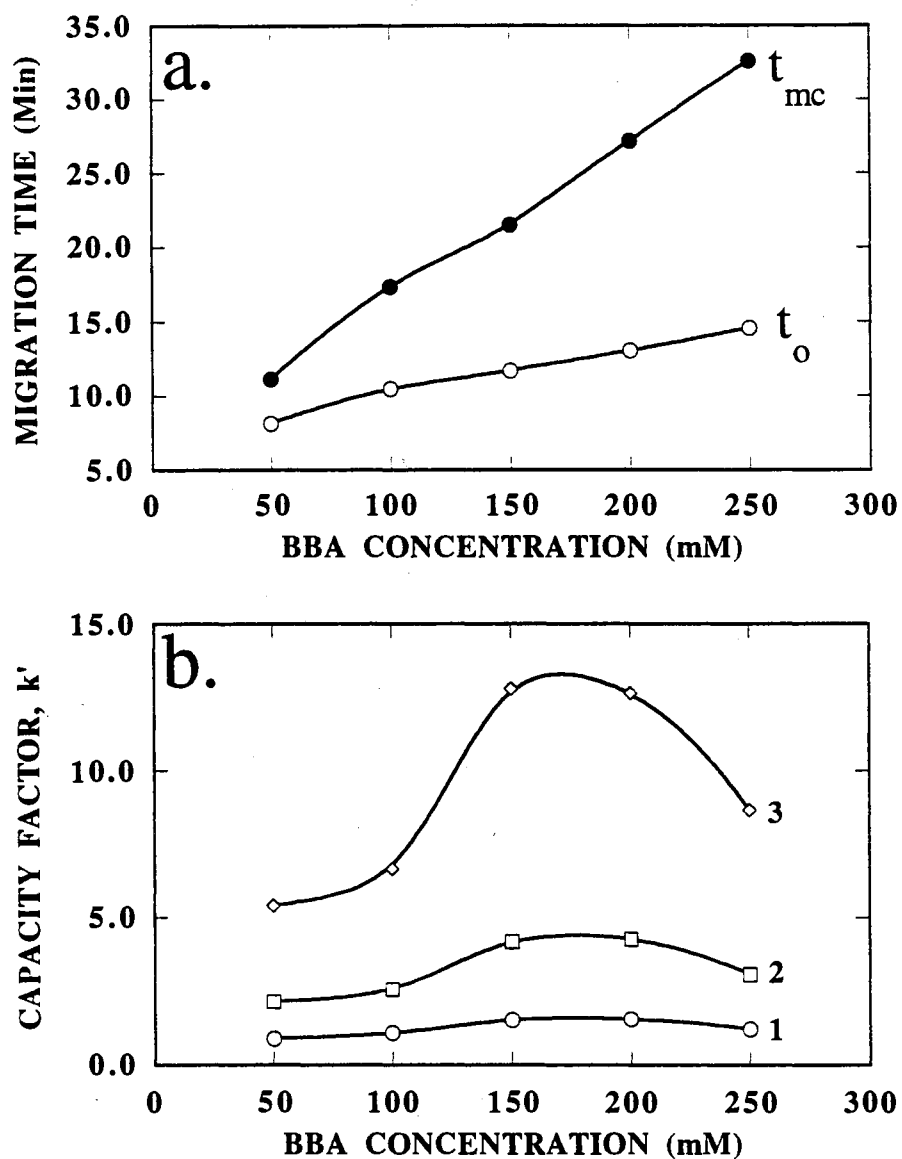 a.
MIGRATION TIME (Min)
35.0
30.0
25.0
20.0
15.0
10.0
5.0
t mc
t o
0 50 100 150 200 250 300
BBA CONCENTRATION (mM)
b.
CAPACITY FACTOR, k'
15.0
10.0
5.0
0.0
3
2
1
0 50 100 150 200 250 300
BBA CONCENTRATION (mM)